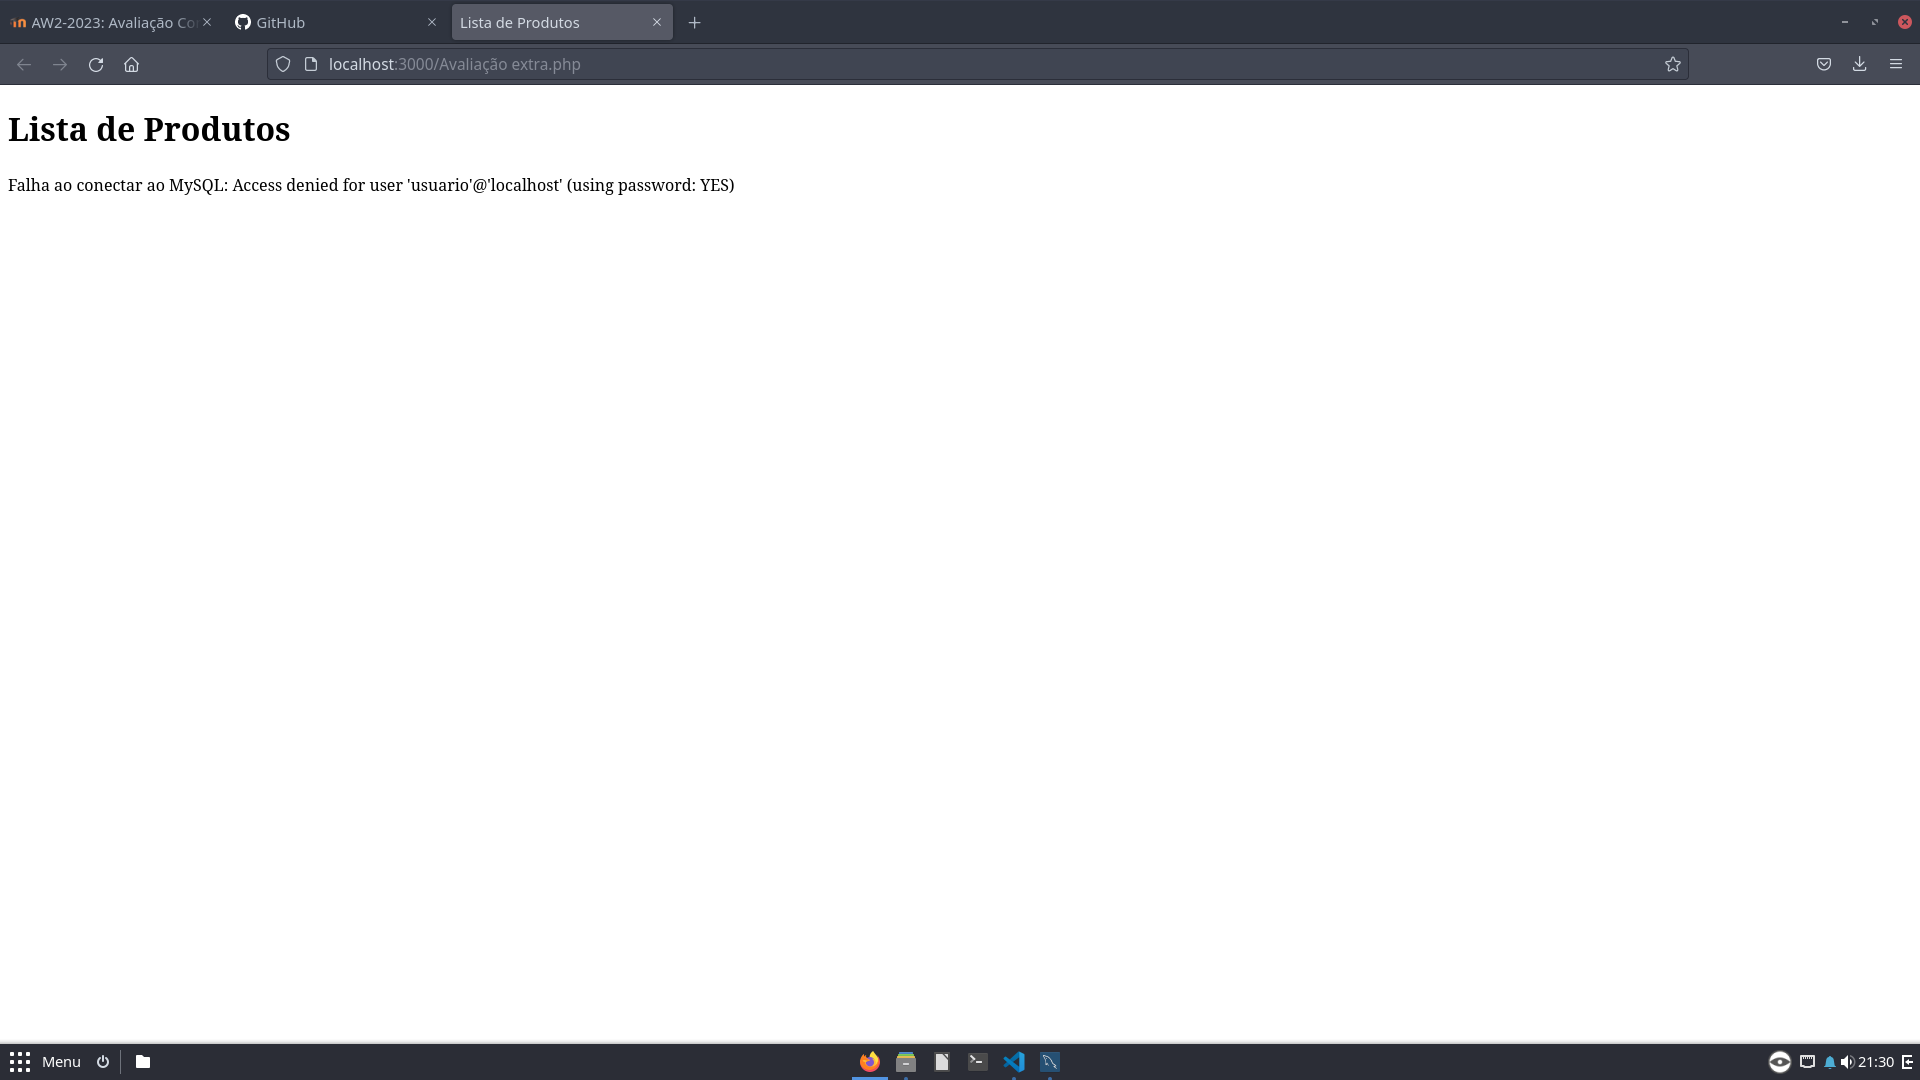 AW2-2023: Avaliação Co
GitHub
Lista de Produtos
localhost:3000/Avaliação extra.php
Lista de Produtos
Falha ao conectar ao MySQL: Access denied for user 'usuario'@'localhost' (using password: YES)
Menu
21:30